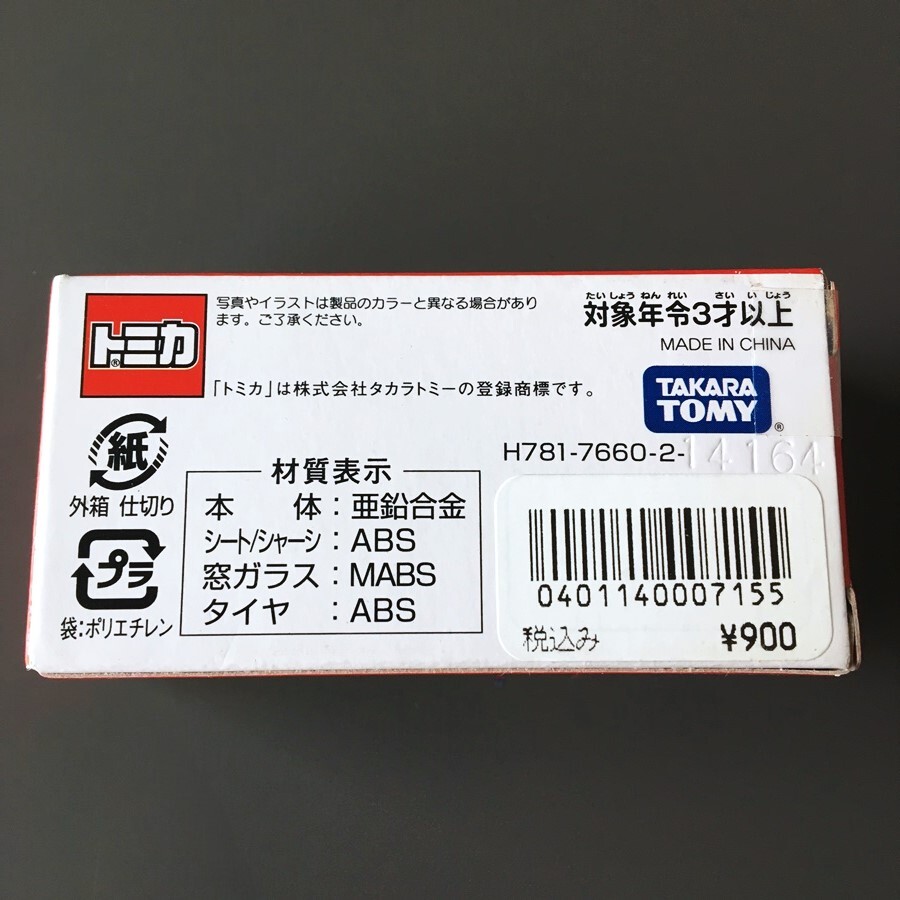 トミカ®
写真やイラストは製品のカラーと異なる場合があり
ます。ご了承ください。
「トミカ」は株式会社タカラトミーの登録商標です。
たいしょう ねん れい さい い じょう
対象年令3才以上
MADE IN CHINA
TAKARA
TOMY®
H781-7660-2-14164
紙
外箱 仕切り
プラ
袋:ポリエチレン
材質表示
本 体:亜鉛合金
シート/シャーシ:ABS
窓ガラス:MABS
タイヤ:ABS
0401140007155
税込み ¥900